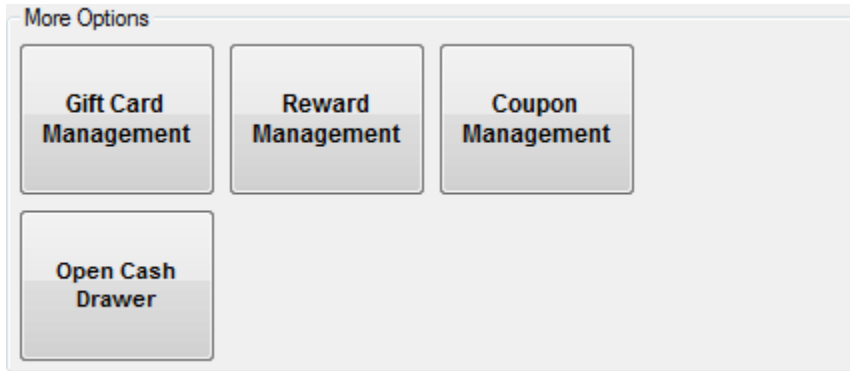 More Options
Gift Card
Management
Reward
Management
Coupon
Management
Open Cash
Drawer